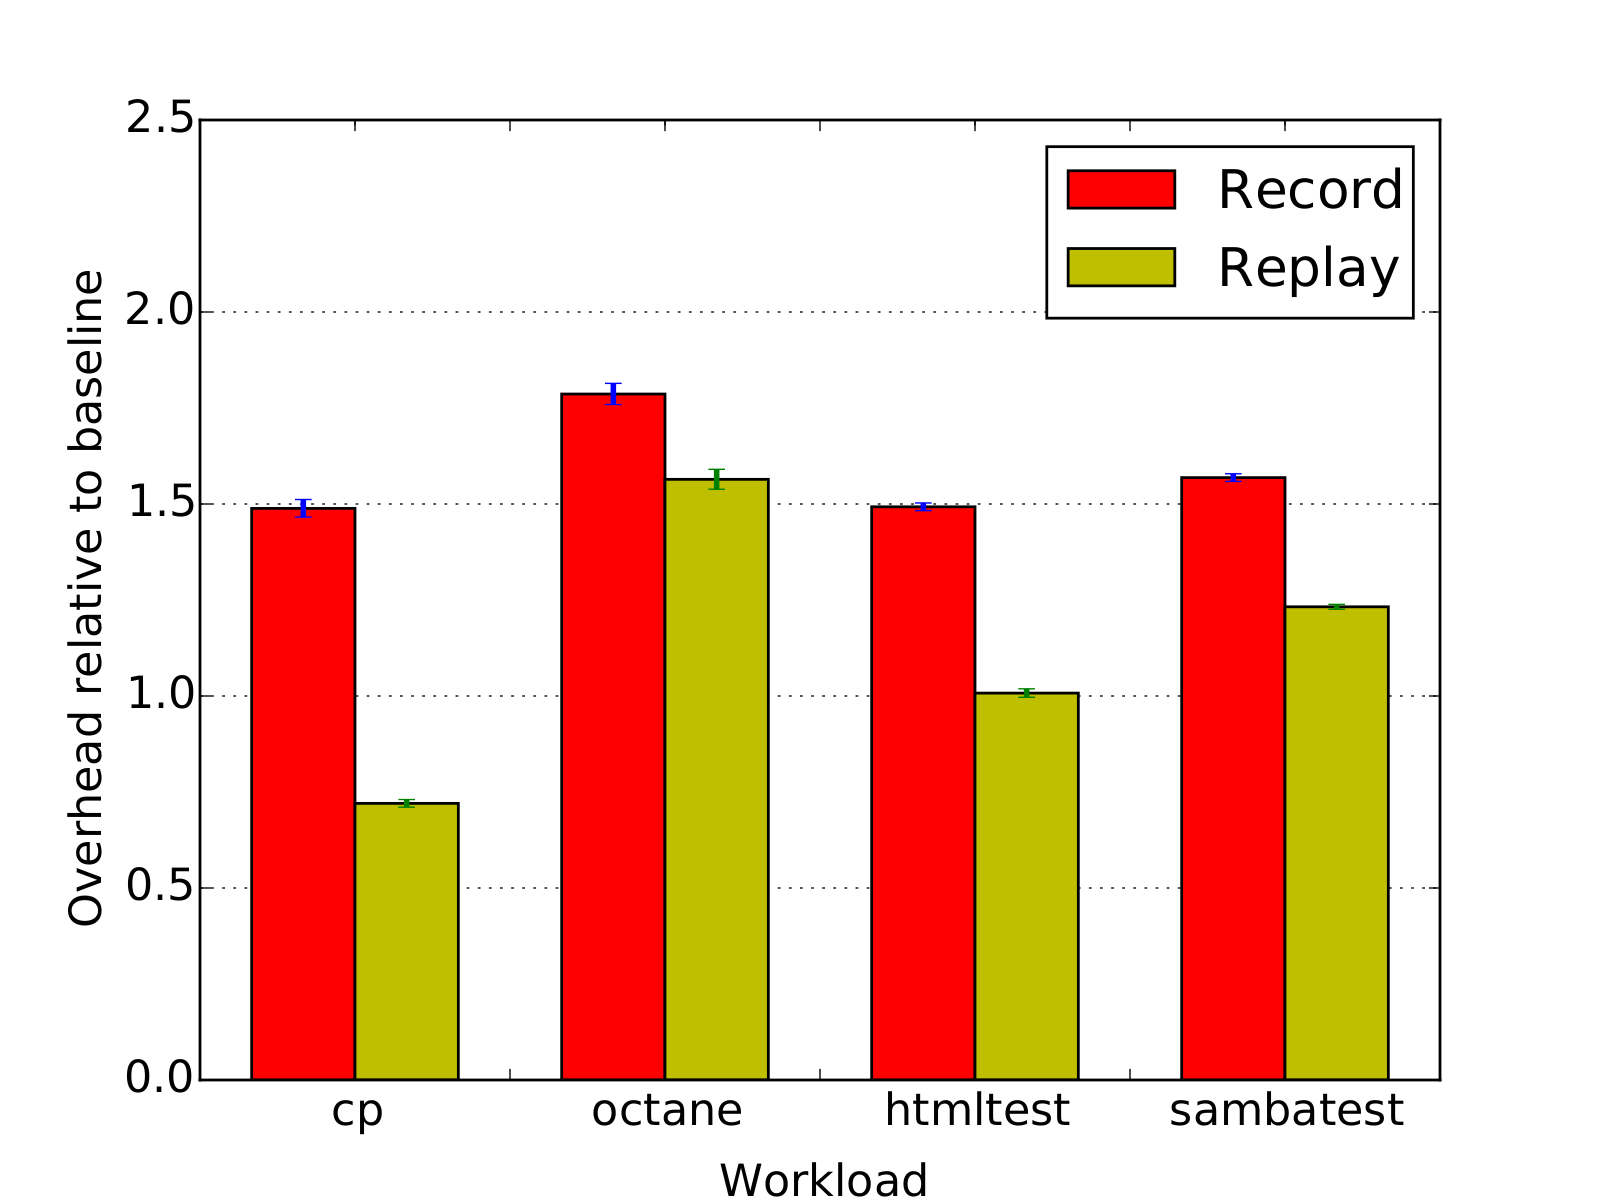 2.5
2.0
1.5
1.0
0.5
0.0
Overhead relative to baseline
Record
Replay
cp octane htmltest sambatest
Workload